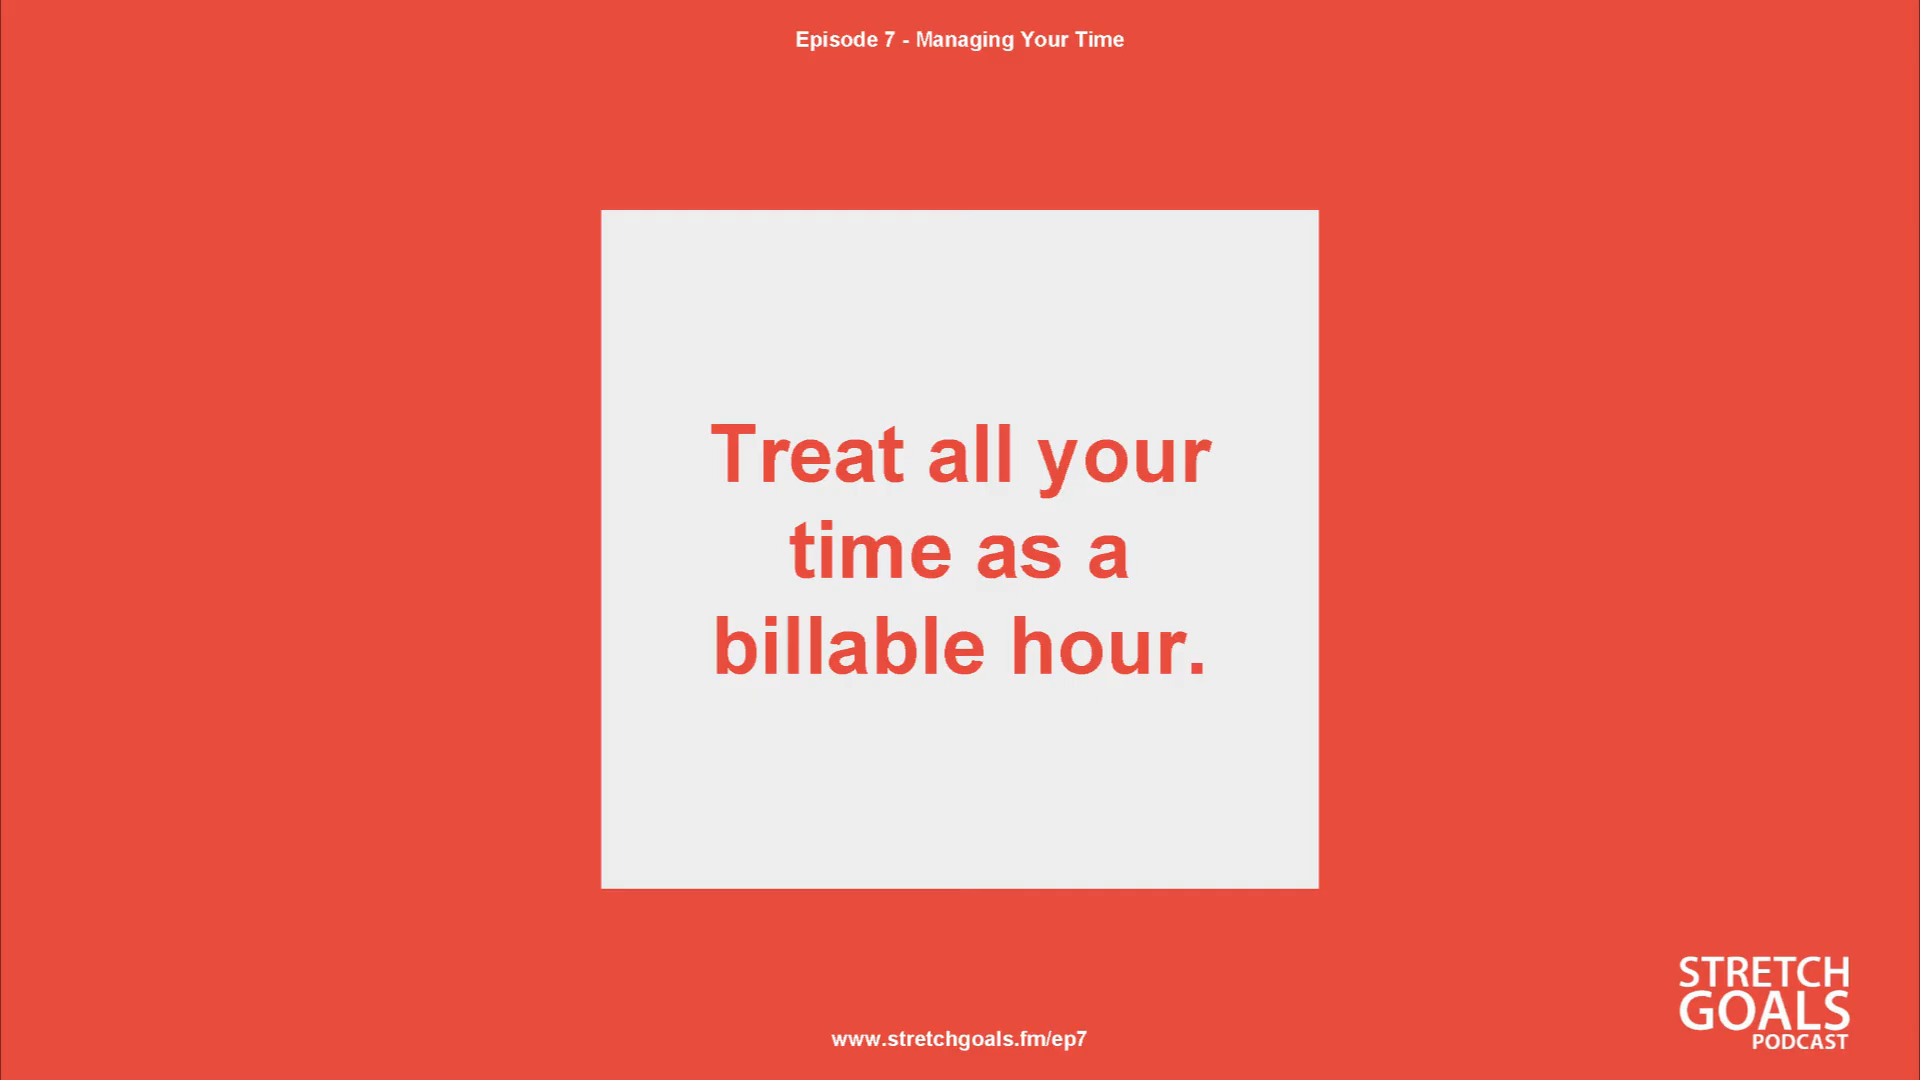 Episode 7 - Managing Your Time
Treat all your
time as a
billable hour.
www.stretchgoals.fm/ep7
STRETCH
GOALS
PODCAST